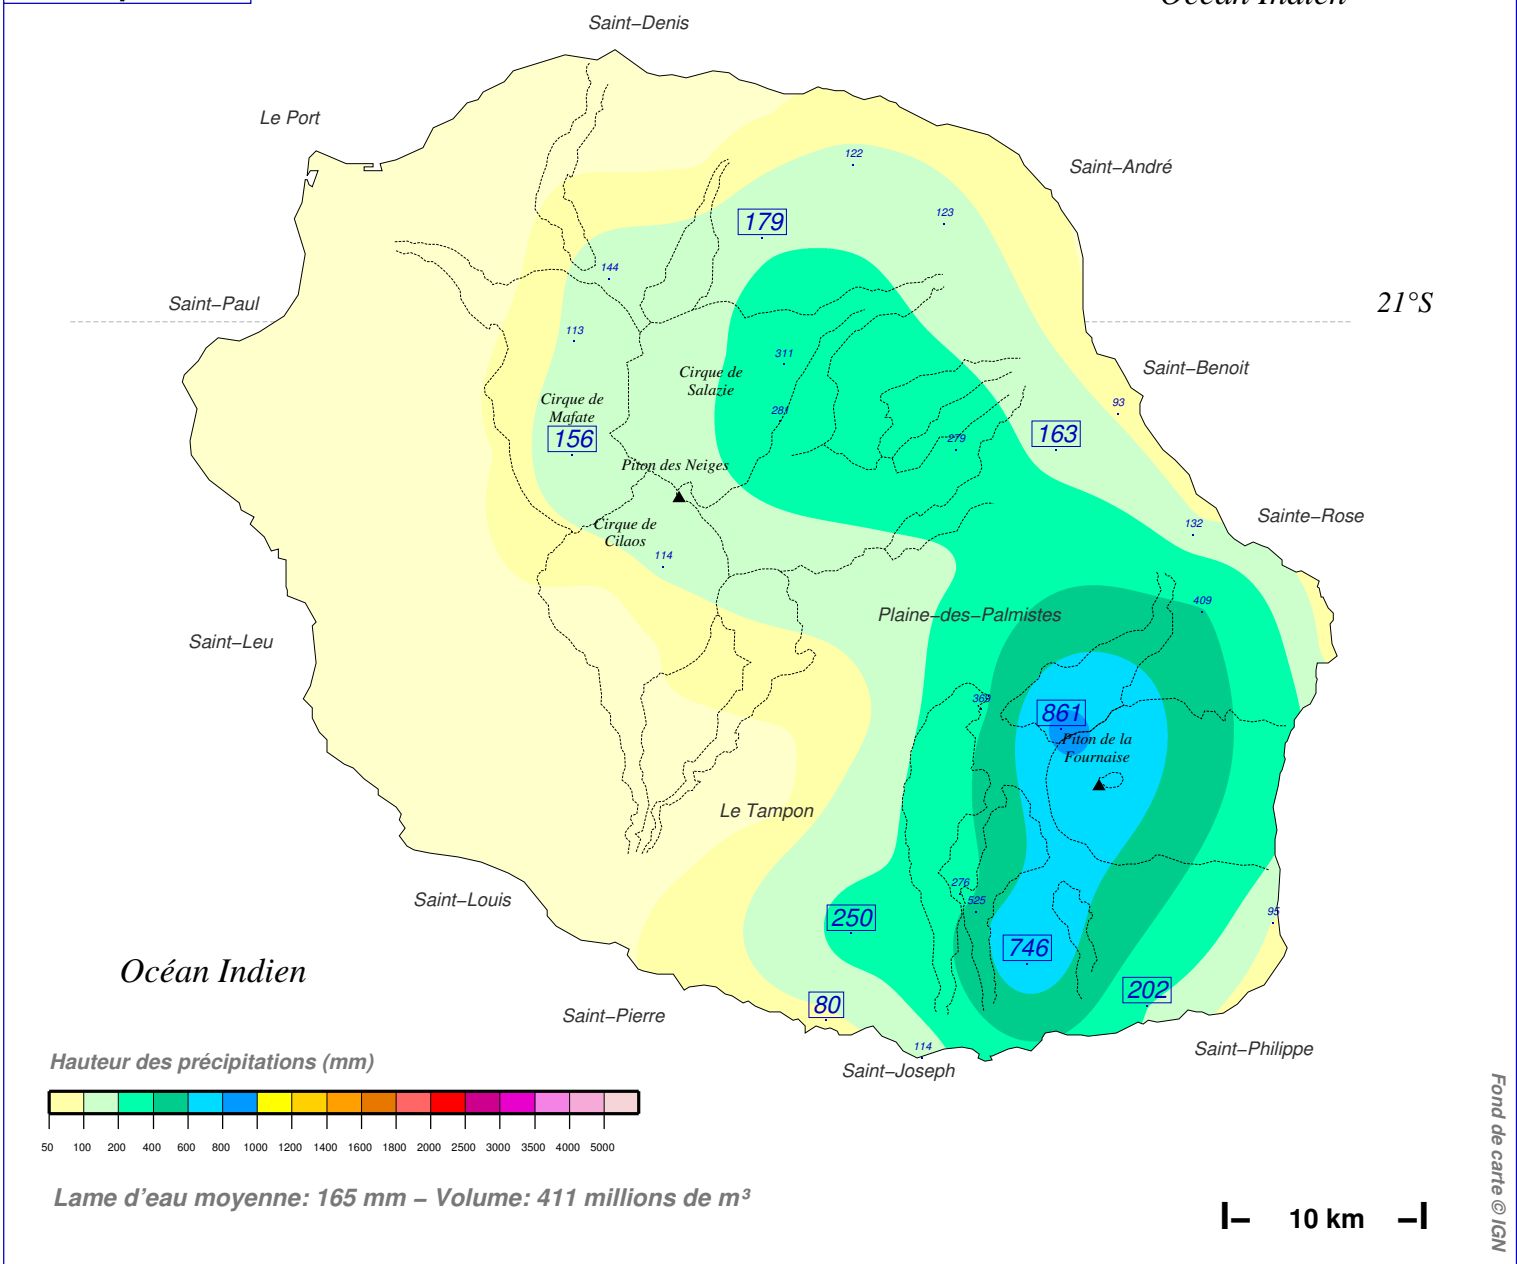 Océan Indien
Saint–Denis
Le Port
122
Saint–André
179
123
144
Saint–Paul
21°S
113
311
Saint–Benoit
Cirque de
Salazie
Cirque de
Mafate
281
93
156
279
163
Piton des Neiges
Cirque de
Cilaos
132
Sainte–Rose
114
409
Plaine–des–Palmistes
Saint–Leu
369
861
Piton de la
Fournaise
Le Tampon
276
525
Saint–Louis
250
95
746
Océan Indien
202
80
Saint–Pierre
114
Saint–Joseph
Saint–Philippe
Hauteur des précipitations (mm)
50 100 200 400 600 800 1000 1200 1400 1600 1800 2000 2500 3000 3500 4000 5000
Lame d'eau moyenne: 165 mm – Volume: 411 millions de m³
10 km
Fond de carte © IGN